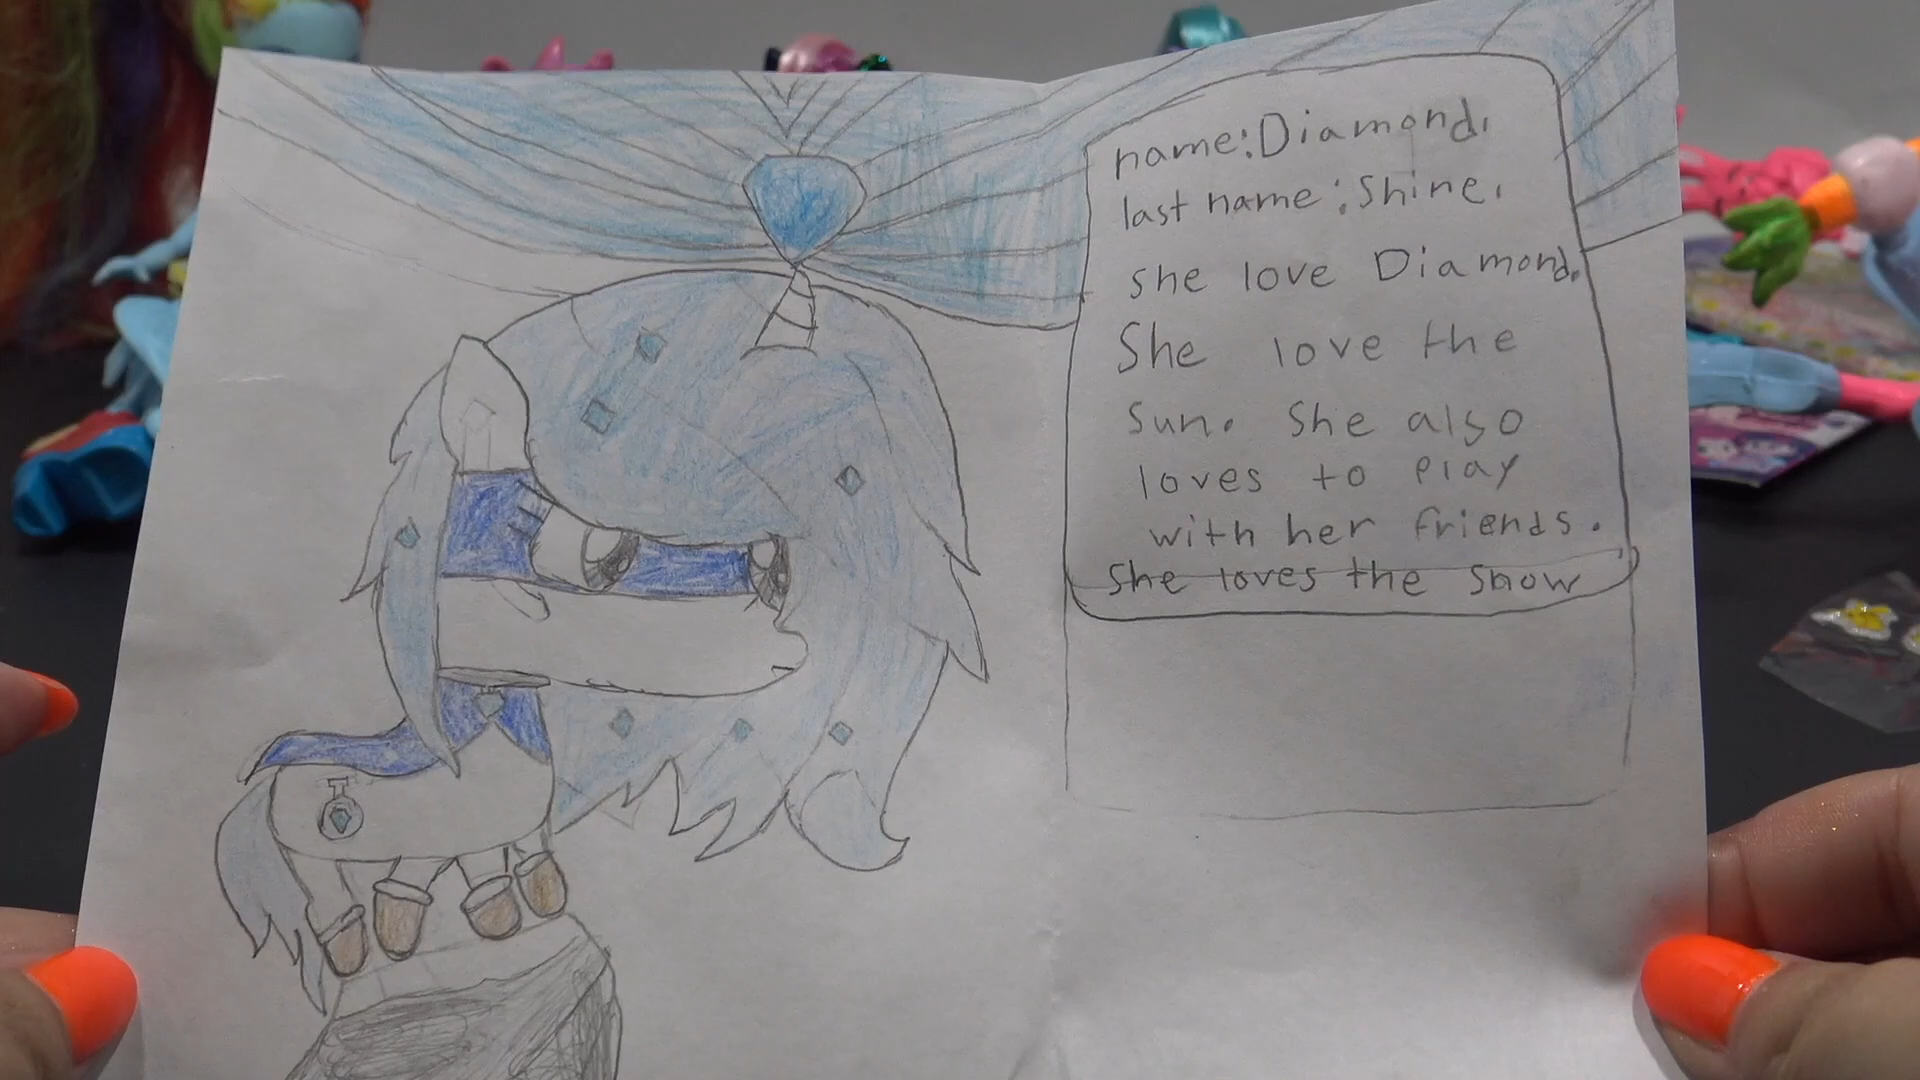 name:Diamond.
last name:Shine.
she love Diamond.
She love the
sun. She also
loves to play
with her friends.
She loves the snow